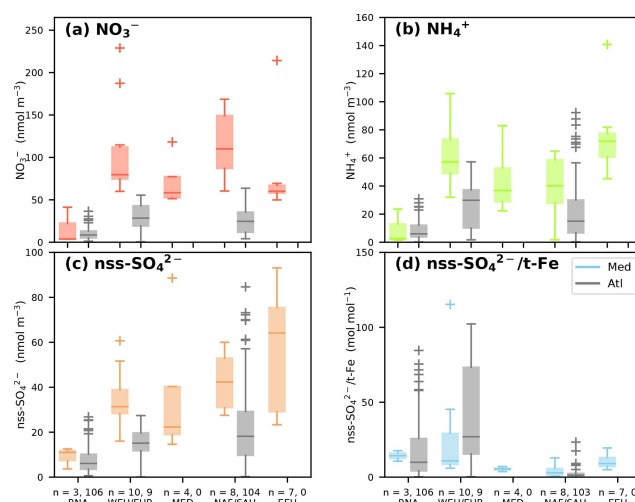 (a) NO₃⁻
(nmol m⁻³)
NO₃⁻
250
200
150
100
50
0
(b) NH₄⁺
(nmol m⁻³)
NH₄⁺
160
140
120
100
80
60
40
20
0
(c) nss-SO₄²⁻
(nmol m⁻³)
nss-SO₄²⁻
100
80
60
40
20
0
n = 3, 106 n = 10, 9 n = 4, 0 n = 8, 104 n = 7, 0
(d) nss-SO₄²⁻/t-Fe
Med
Atl
(mol mol⁻¹)
nss-SO₄²⁻/t-Fe
150
100
50
0
n = 3, 106 n = 10, 9 n = 4, 0 n = 8, 103 n = 7, 0